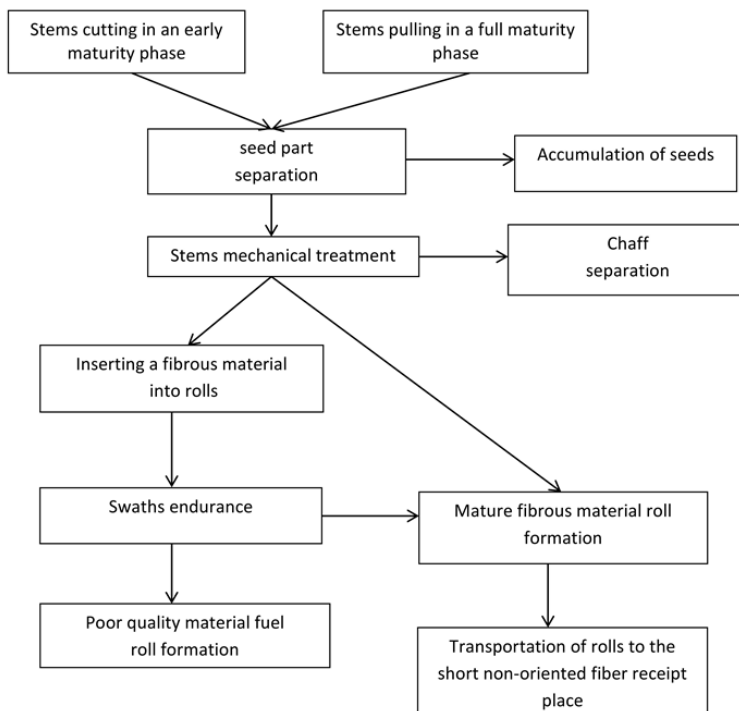 Stems cutting in an early
maturity phase
Stems pulling in a full maturity
phase
seed part
separation
Accumulation of seeds
Stems mechanical treatment
Chaff
separation
Inserting a fibrous material
into rolls
Swaths endurance
Mature fibrous material roll
formation
Poor quality material fuel
roll formation
Transportation of rolls to the
short non-oriented fiber receipt
place